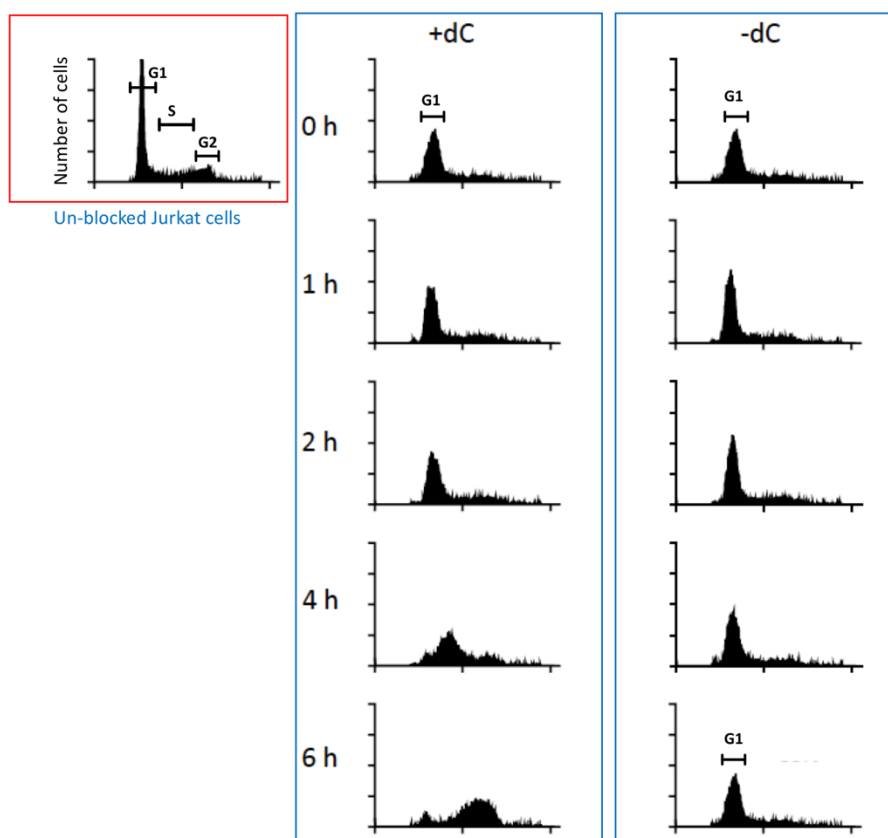 +dC
-dC
Number of cells
G1
S
G2
Un-blocked Jurkat cells
0 h
G1
G1
1 h
2 h
4 h
6 h
G1